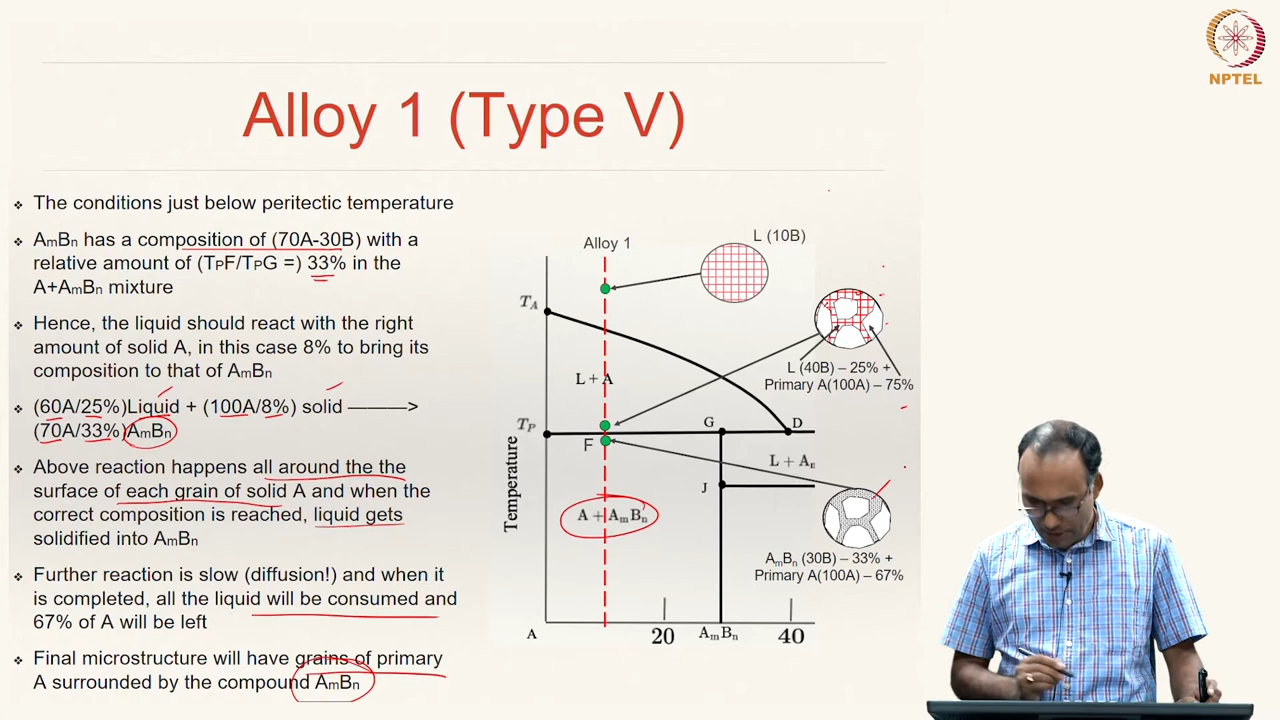 NPTEL
Alloy 1 (Type V)
❖ The conditions just below peritectic temperature
❖ AmBn has a composition of (70A-30B) with a
relative amount of (TPF/TPG =) 33% in the
A+AmBn mixture
❖ Hence, the liquid should react with the right
amount of solid A, in this case 8% to bring its
composition to that of AmBn
❖ (60A/25%)Liquid + (100A/8%) solid ———>
(70A/33%)AmBn
❖ Above reaction happens all around the the
surface of each grain of solid A and when the
correct composition is reached, liquid gets
solidified into AmBn
❖ Further reaction is slow (diffusion!) and when it
is completed, all the liquid will be consumed and
67% of A will be left
❖ Final microstructure will have grains of primary
A surrounded by the compound AmBn
L (10B)
Alloy 1
TA
L (40B) – 25% +
Primary A(100A) – 75%
L + A
TP
G
D
F
L + An
J
Temperature
A + AmBn
AmBn (30B) – 33% +
Primary A(100A) – 67%
A
20
AmBn
40